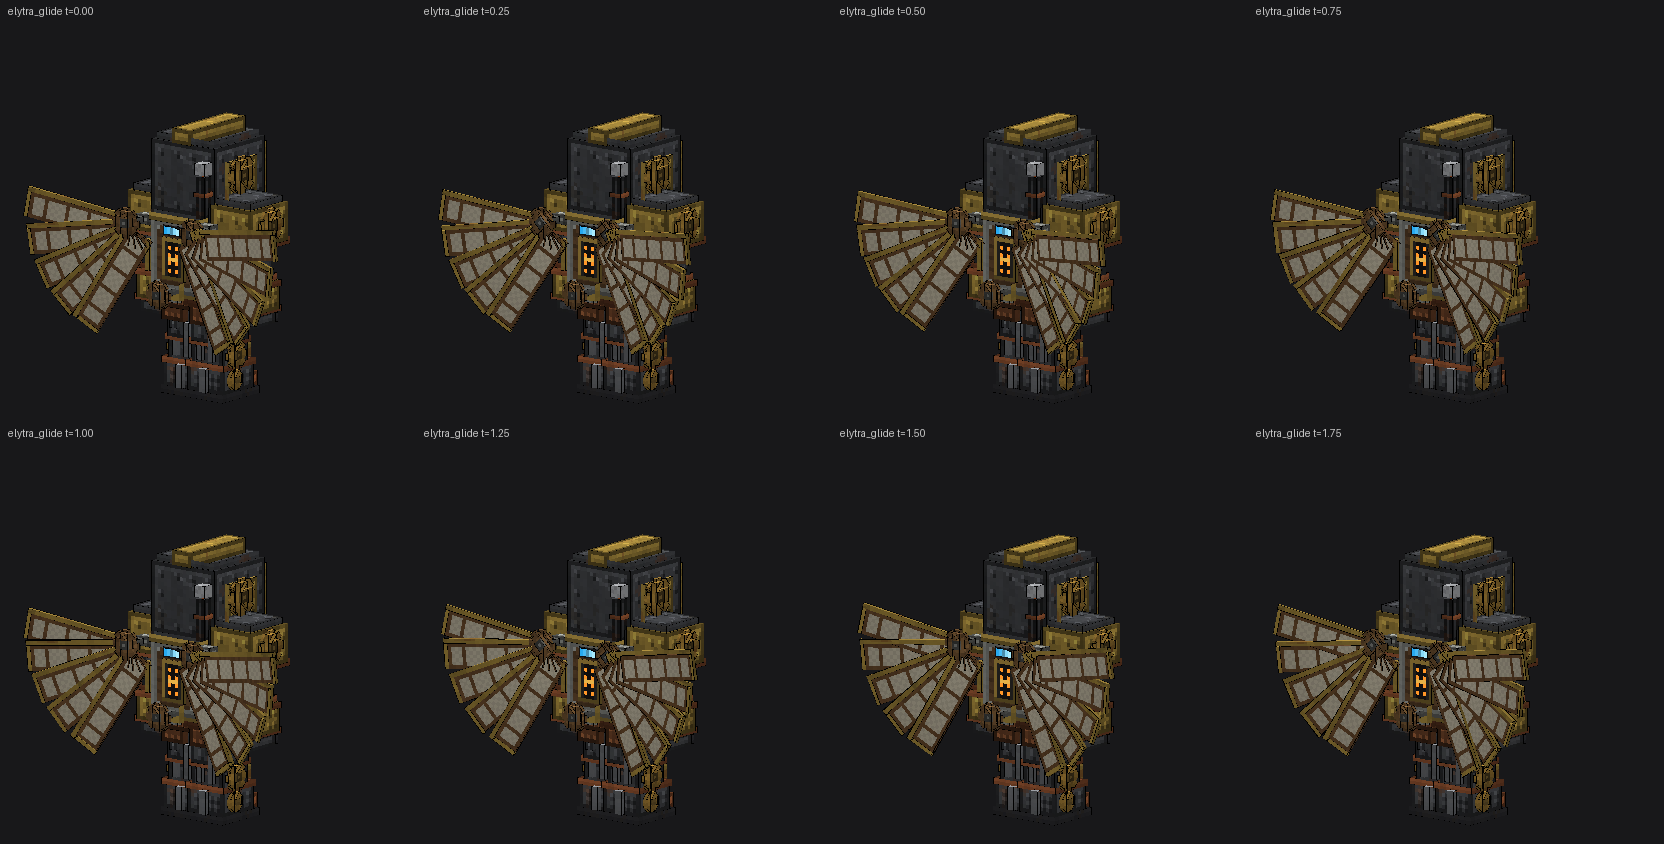 elytra_glide t=0.00
elytra_glide t=0.25
elytra_glide t=0.50
elytra_glide t=0.75
elytra_glide t=1.00
elytra_glide t=1.25
elytra_glide t=1.50
elytra_glide t=1.75